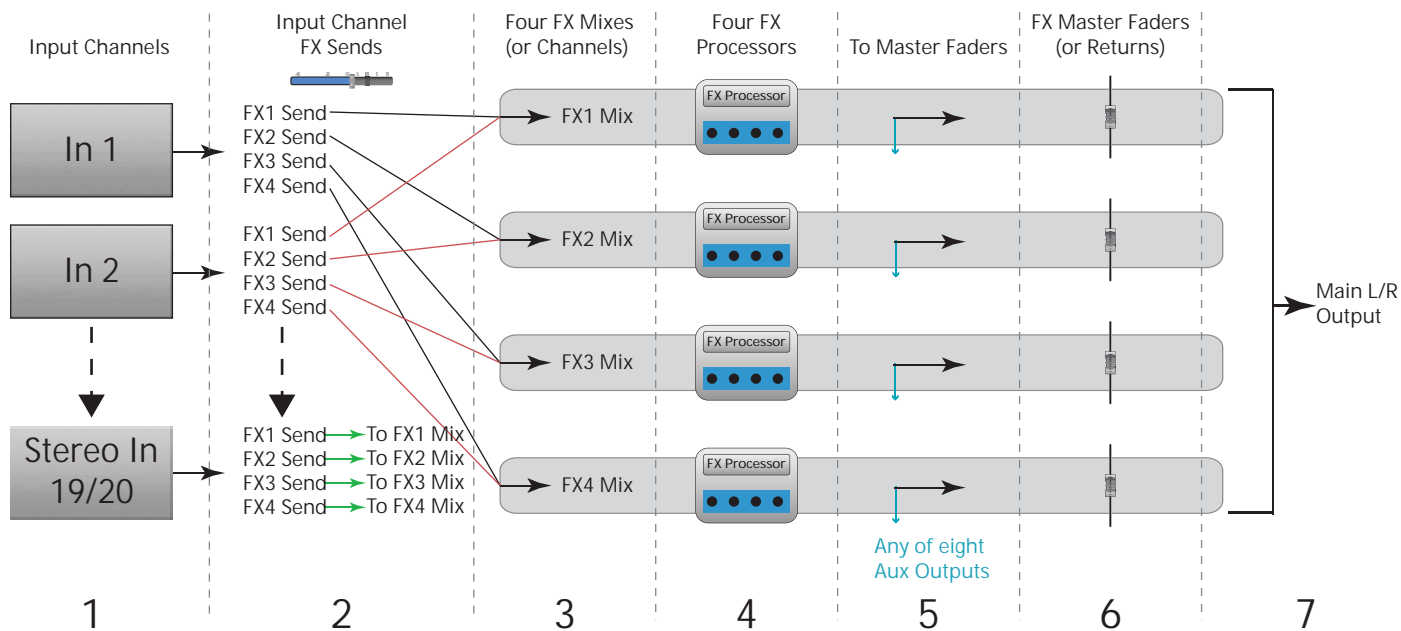 Input Channels
Input Channel
FX Sends
Four FX Mixes
(or Channels)
Four FX
Processors
To Master Faders
FX Master Faders
(or Returns)
In 1
FX1 Send
FX2 Send
FX3 Send
FX4 Send
FX1 Mix
FX Processor
In 2
FX1 Send
FX2 Send
FX3 Send
FX4 Send
FX2 Mix
FX Processor
FX3 Mix
FX Processor
Main L/R
Output
Stereo In
19/20
FX1 Send To FX1 Mix
FX2 Send To FX2 Mix
FX3 Send To FX3 Mix
FX4 Send To FX4 Mix
FX4 Mix
FX Processor
Any of eight
Aux Outputs
1 2 3 4 5 6 7